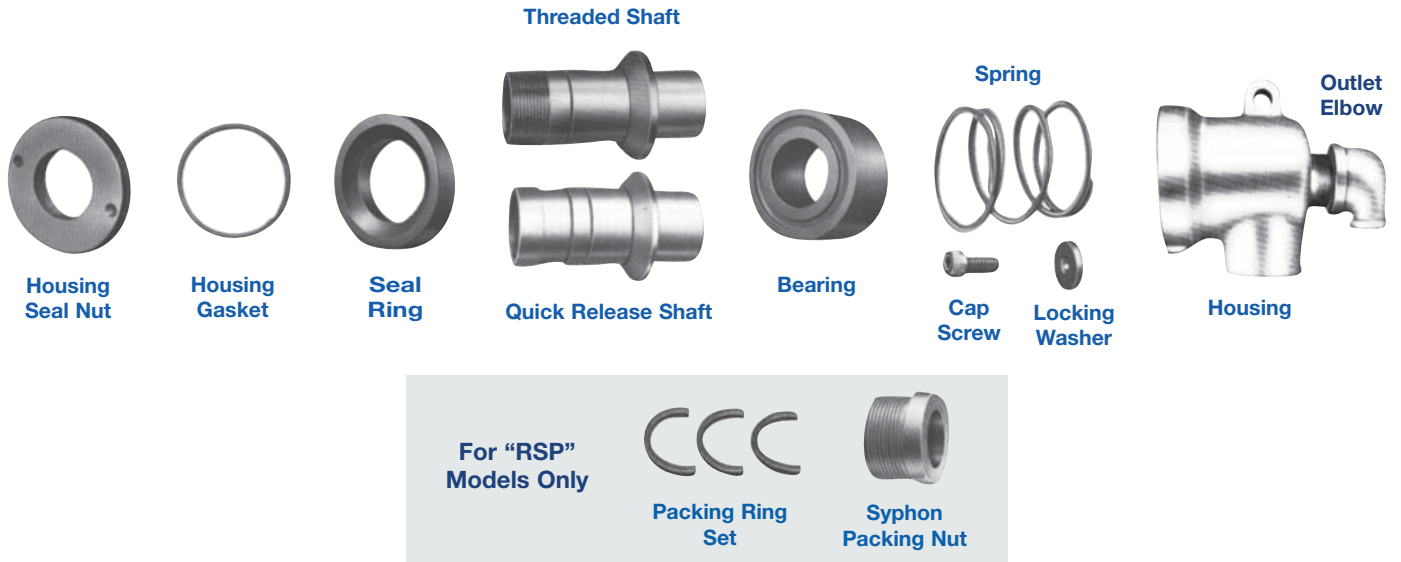 Threaded Shaft
Spring
Outlet
Elbow
Housing
Seal Nut
Housing
Gasket
Seal
Ring
Quick Release Shaft
Bearing
Cap
Screw
Locking
Washer
Housing
For “RSP”
Models Only
Packing Ring
Set
Syphon
Packing Nut